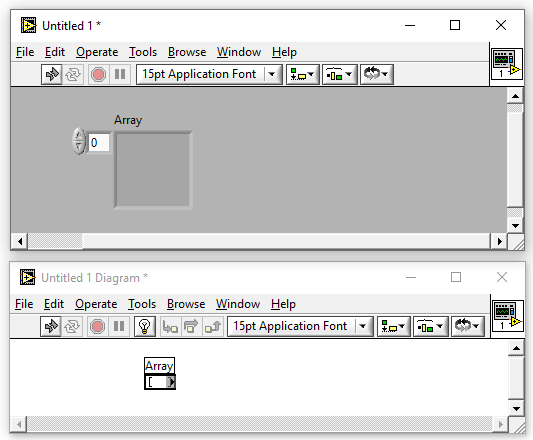 Untitled 1 *
File Edit Operate Tools Browse Window Help
15pt Application Font
1
Array
0
Untitled 1 Diagram *
File Edit Operate Tools Browse Window Help
15pt Application Font
1
Array
[